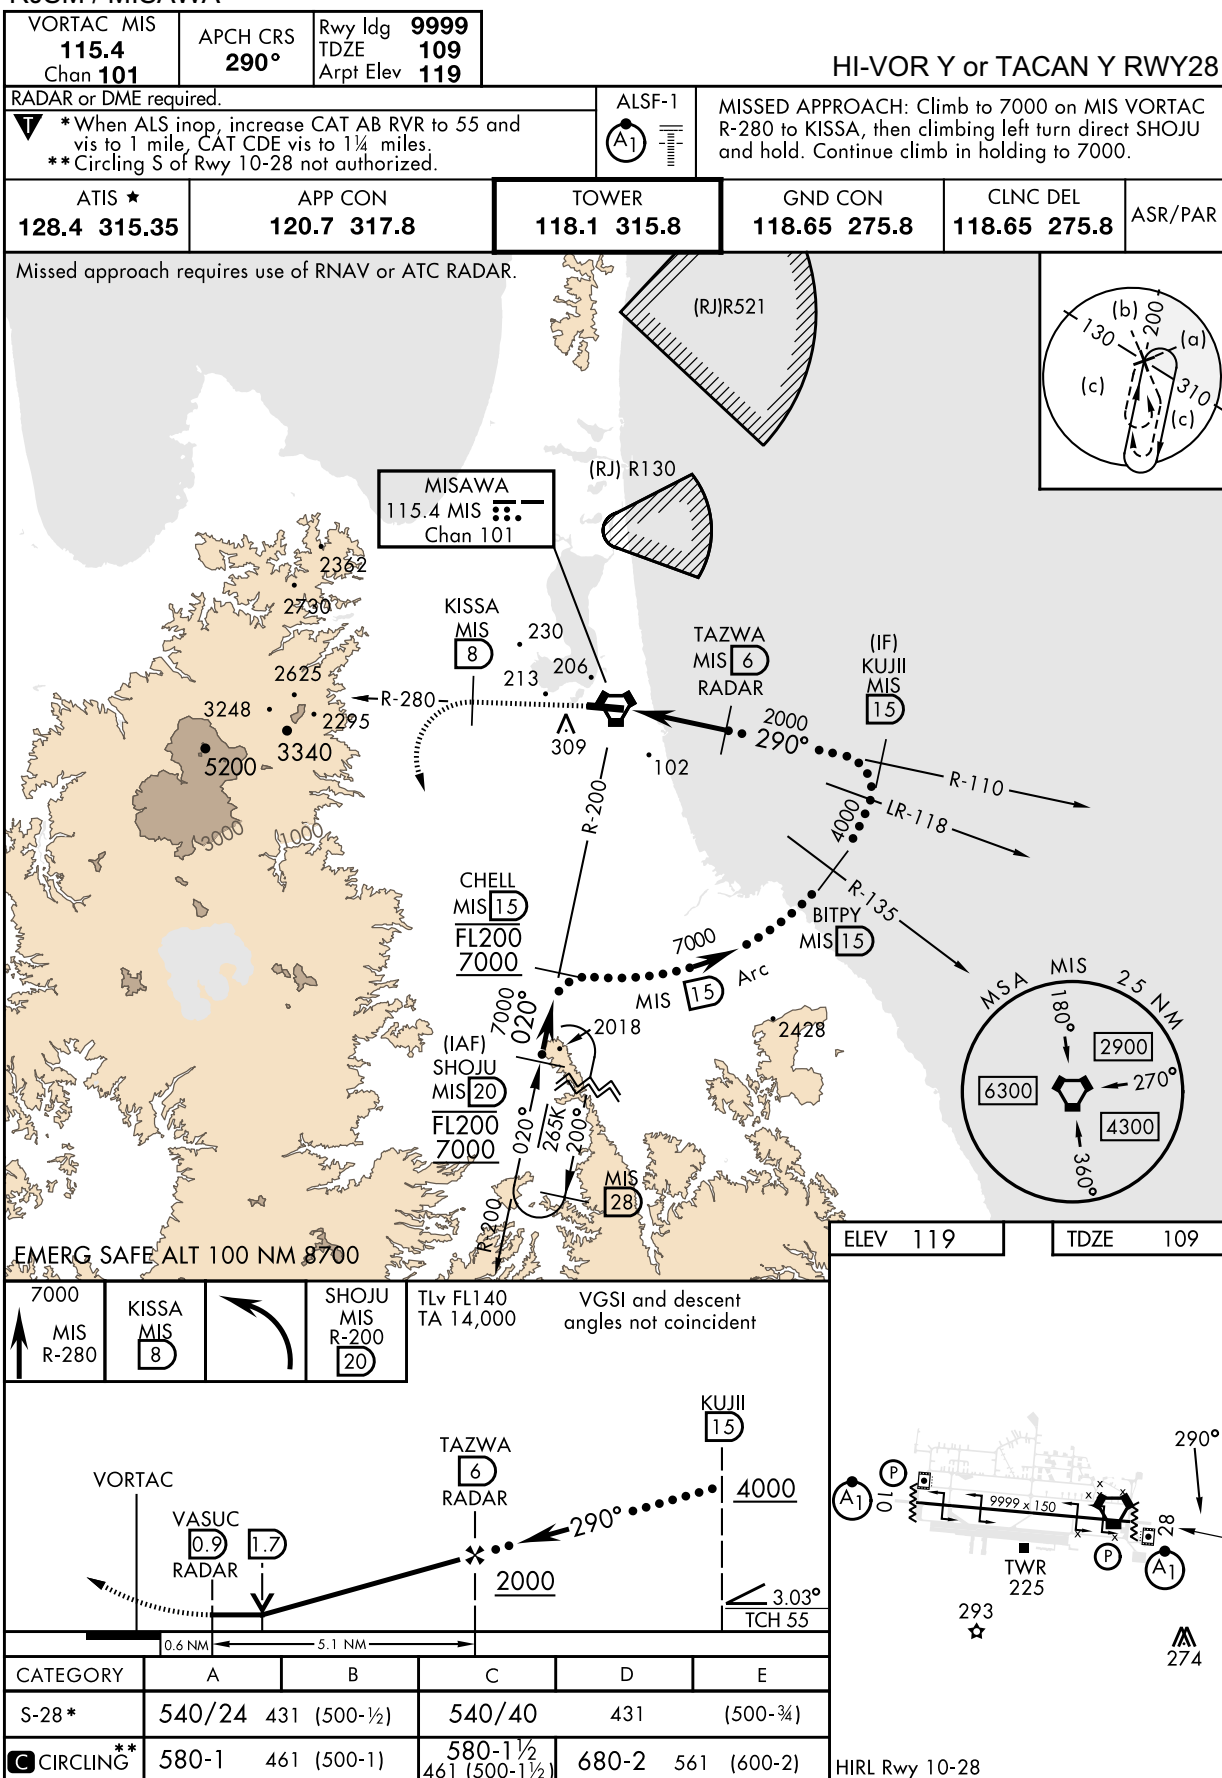 VORTAC MIS
115.4
Chan 101
APCH CRS
290°
Rwy ldg 9999
TDZE 109
Arpt Elev 119
HI-VOR Y or TACAN Y RWY28
RADAR or DME required.
T
* When ALS inop, increase CAT AB RVR to 55 and
vis to 1 mile, CAT CDE vis to 1¼ miles.
** Circling S of Rwy 10-28 not authorized.
ALSF-1
A1
MISSED APPROACH: Climb to 7000 on MIS VORTAC
R-280 to KISSA, then climbing left turn direct SHOJU
and hold. Continue climb in holding to 7000.
ATIS ★
128.4 315.35
APP CON
120.7 317.8
TOWER
118.1 315.8
GND CON
118.65 275.8
CLNC DEL
118.65 275.8
ASR/PAR
Missed approach requires use of RNAV or ATC RADAR.
(RJ)R521
(b)
200
(a)
130
(c)
310
(c)
(RJ) R130
MISAWA
115.4 MIS
Chan 101
2362
2730
KISSA
MIS
8
230
206
213
TAZWA
MIS 6
RADAR
(IF)
KUJII
MIS
15
2625
3248
2295
3340
5200
R-280
309
102
2000
290°
R-110
LR-118
4000
R-200
3000
1000
R-135
CHELL
MIS 15
FL200
7000
BITPY
MIS 15
7000
MIS 15 Arc
7000
020°
2018
2428
(IAF)
SHOJU
MIS 20
FL200
7000
020°
265K
200°
MIS
28
R-200
MSA MIS 25 NM
180°
2900
270°
6300
4300
360°
EMERG SAFE ALT 100 NM 8700
ELEV 119
TDZE 109
7000
MIS
R-280
KISSA
MIS
8
SHOJU
MIS
R-200
20
TLv FL140
TA 14,000
VGSI and descent
angles not coincident
KUJII
15
TAZWA
6
RADAR
4000
290°
VORTAC
VASUC
0.9
RADAR
1.7
2000
3.03°
TCH 55
0.6 NM
5.1 NM
290°
P
A1
10
9999 x 150
x
x
x
x
x
28
TWR
225
P
A1
293
274
CATEGORY A B C D E
S-28* 540/24 431 (500-½) 540/40 431 (500-¾)
C CIRCLING** 580-1 461 (500-1) 580-1½ 461 (500-1½) 680-2 561 (600-2)
HIRL Rwy 10-28